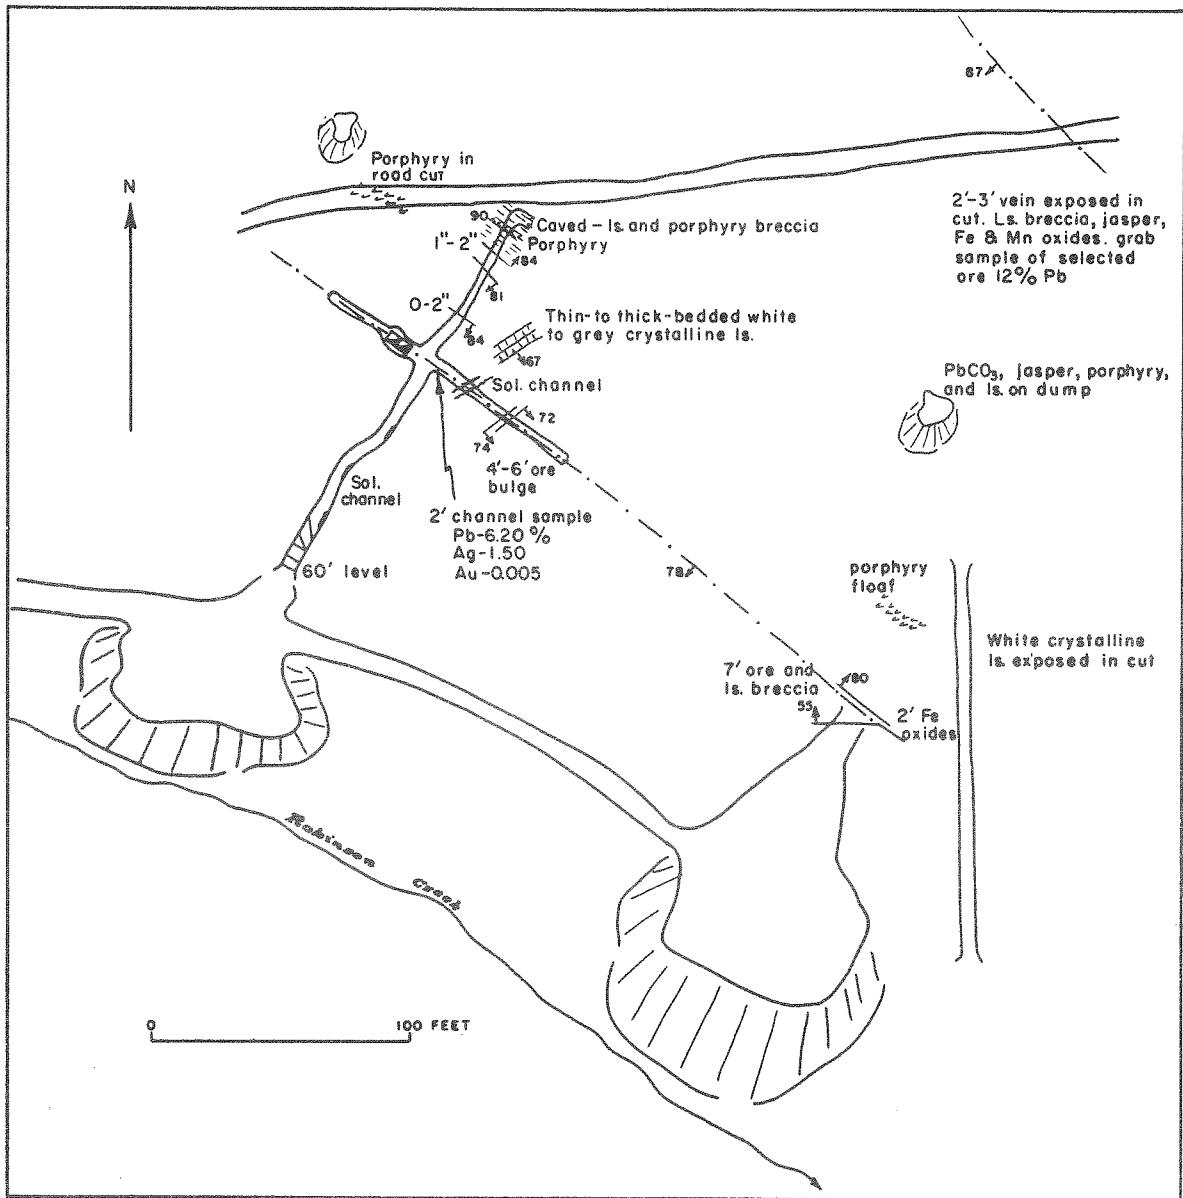 67
N
Porphyry in
road cut
2'-3' vein exposed in
cut. Ls. breccia, jasper,
Fe & Mn oxides. grab
sample of selected
ore 12% Pb
90
Caved - ls. and porphyry breccia
1"-2"
Porphyry
84
81
0-2"
84
Thin- to thick-bedded white
to grey crystalline ls.
67
PbCO3, jasper, porphyry,
and ls. on dump
Sol. channel
72
74
4'-6' ore
bulge
Sol.
channel
2' channel sample
Pb-6.20 %
Ag-1.50
Au-0.005
60' level
78
porphyry
float
White crystalline
ls. exposed in cut
7' ore and
ls. breccia
80
55
2' Fe
oxides
Robinson
Creek
0
100 FEET